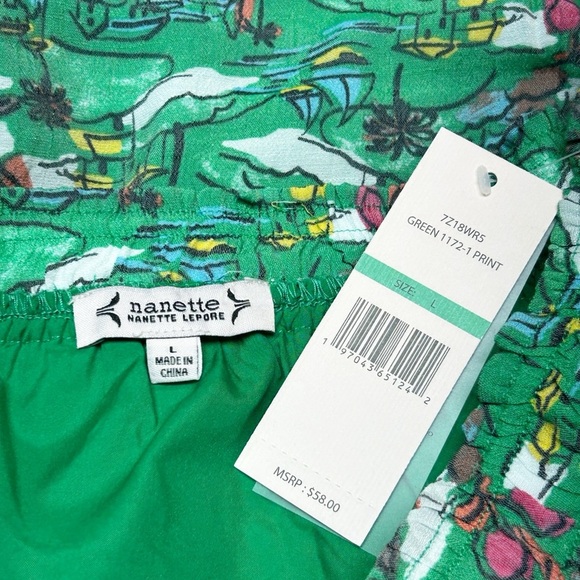 nanette
NANETTE LEPORE
L
MADE IN
CHINA
7Z18WR5
GREEN 1172-1 PRINT
SIZE: L
1 97043 65124 2
MSRP: $58.00